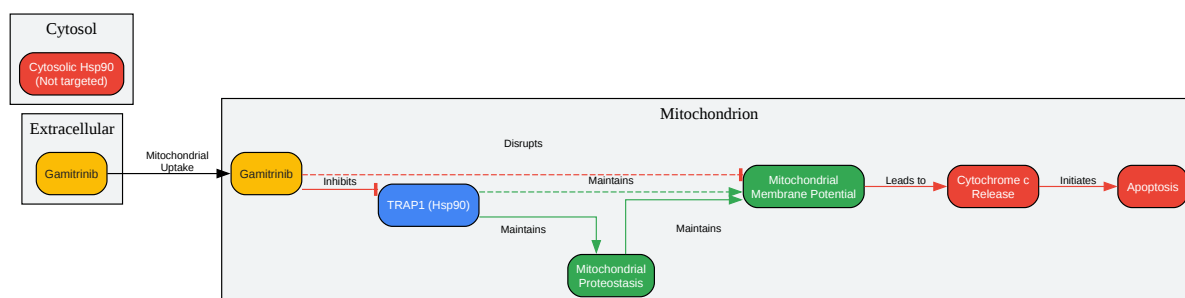 Cytosol
Cytosolic Hsp90
(Not targeted)
Extracellular
Gamitrinib
Mitochondrial
Uptake
Mitochondrion
Gamitrinib
Disrupts
Inhibits
TRAP1 (Hsp90)
Maintains
Maintains
Mitochondrial
Proteostasis
Maintains
Mitochondrial
Membrane Potential
Leads to
Cytochrome c
Release
Initiates
Apoptosis